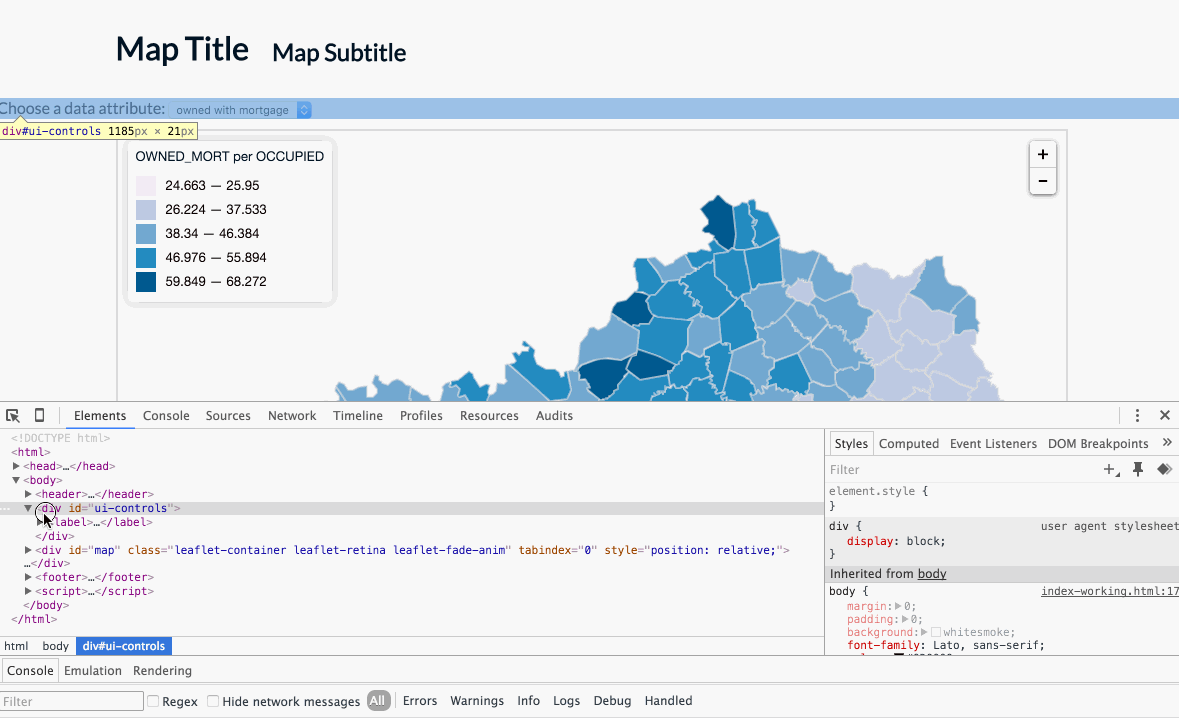 Map Title Map Subtitle
Choose a data attribute: owned with mortgage
div#ui-controls 1185px × 21px
OWNED_MORT per OCCUPIED
24.663 — 25.95
26.224 — 37.533
38.34 — 46.384
46.976 — 55.894
59.849 — 68.272
+
−
Elements Console Sources Network Timeline Profiles Resources Audits
<!DOCTYPE html>
<html>
<head>…</head>
<body>
<header>…</header>
<div id="ui-controls">
<label>…</label>
</div>
<div id="map" class="leaflet-container leaflet-retina leaflet-fade-anim" tabindex="0" style="position: relative;">
…</div>
<footer>…</footer>
<script>…</script>
</body>
</html>
html body div#ui-controls
Styles Computed Event Listeners DOM Breakpoints »
Filter
element.style {
}
div { user agent stylesheet
display: block;
}
Inherited from body
body { index-working.html:17
margin: 0;
padding: 0;
background: whitesmoke;
font-family: Lato, sans-serif;
Console Emulation Rendering
Filter Regex Hide network messages All Errors Warnings Info Logs Debug Handled